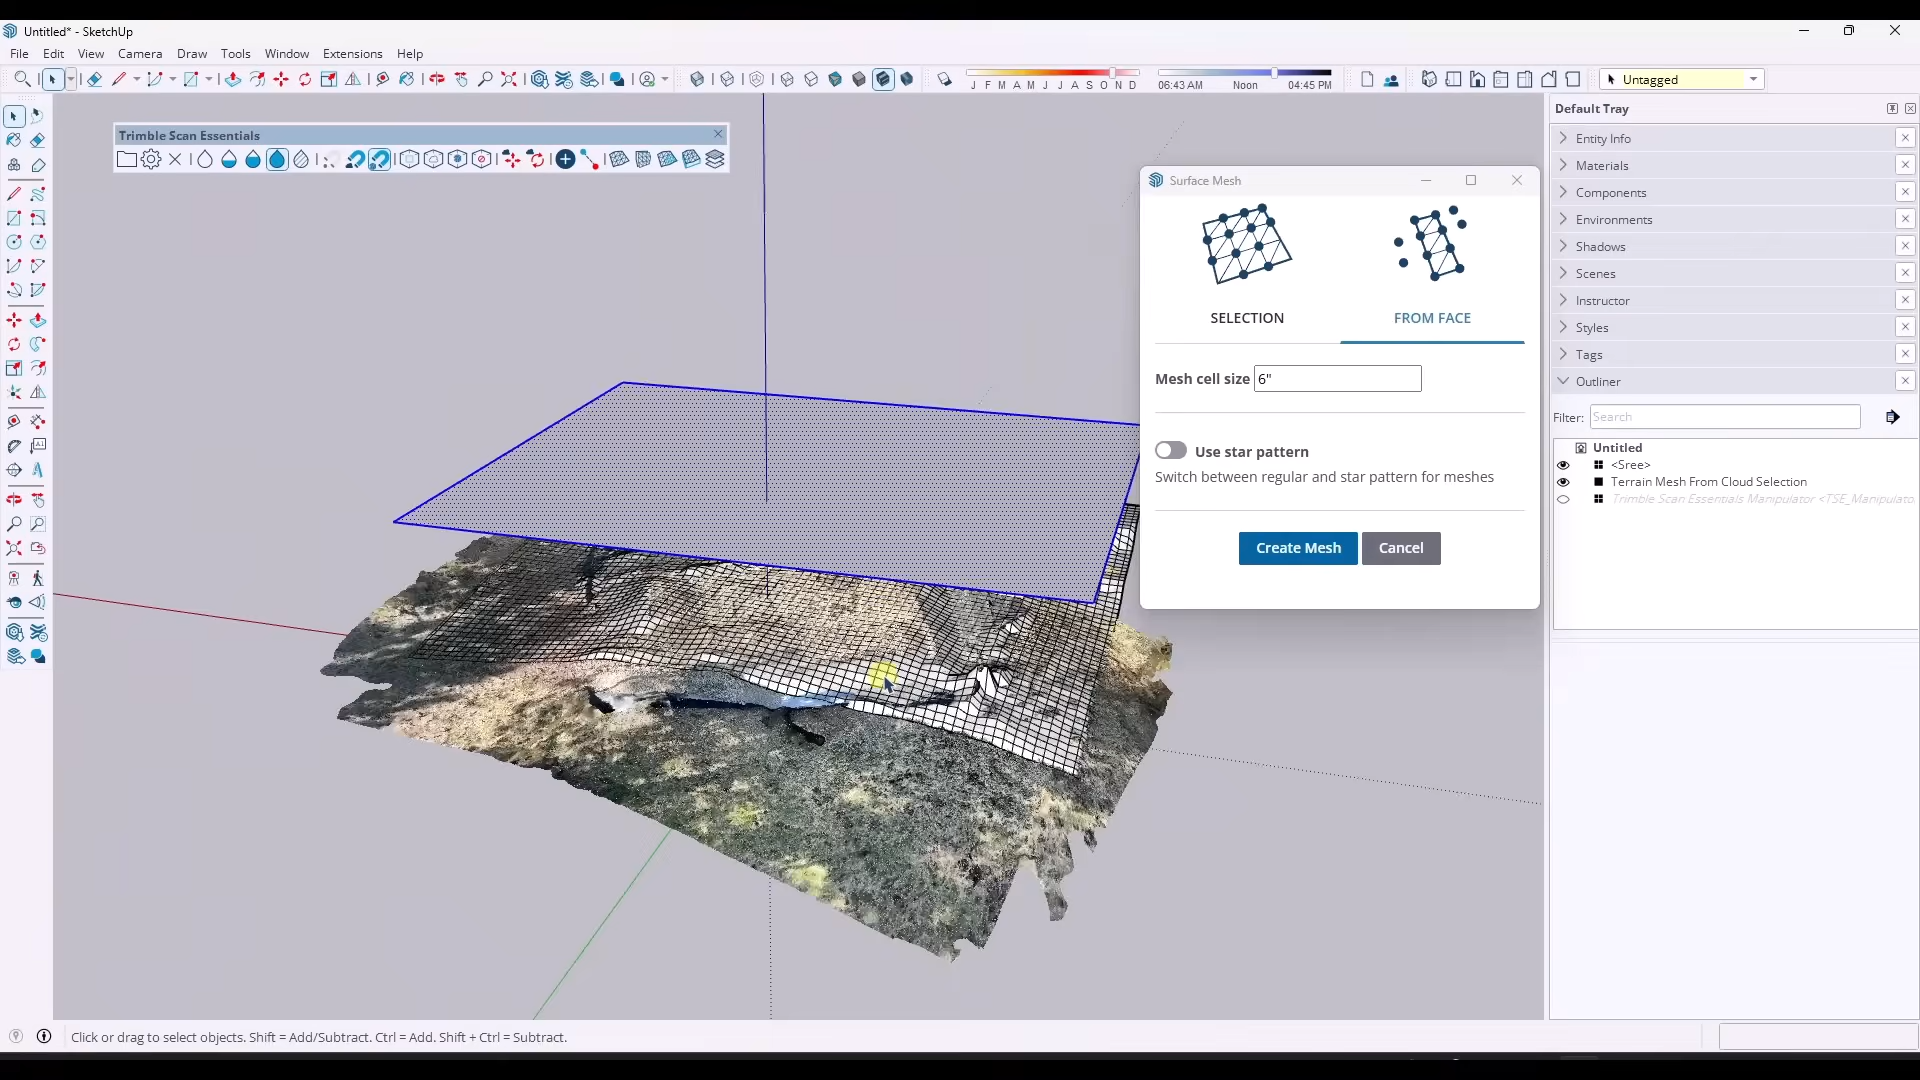 Untitled* - SketchUp
File Edit View Camera Draw Tools Window Extensions Help
J F M A M J J A S O N D
06:43 AM Noon 04:45 PM
Untagged
Default Tray
Trimble Scan Essentials
Entity Info
Materials
Components
Environments
Shadows
Scenes
Instructor
Styles
Tags
Outliner
Filter: Search
Untitled
<Sree>
Terrain Mesh From Cloud Selection
Trimble Scan Essentials Manipulator <TSE_Manipulato
Surface Mesh
SELECTION FROM FACE
Mesh cell size 6"
Use star pattern
Switch between regular and star pattern for meshes
Create Mesh Cancel
Click or drag to select objects. Shift = Add/Subtract. Ctrl = Add. Shift + Ctrl = Subtract.